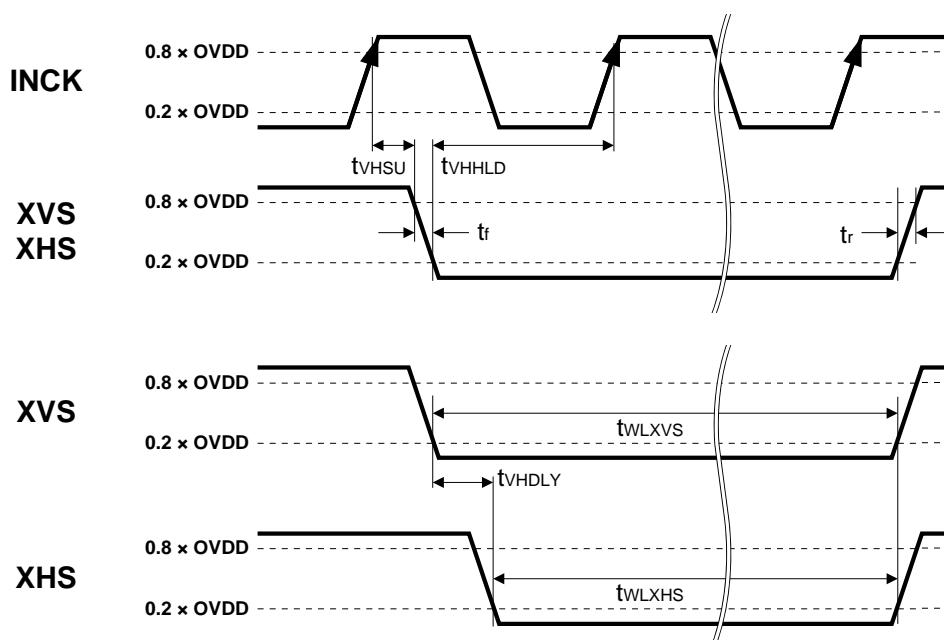 0.8 × OVDD
INCK
0.2 × OVDD
tVHSU
tVHHLD
0.8 × OVDD
XVS
XHS
tf
tr
0.2 × OVDD
0.8 × OVDD
XVS
tWLXVS
0.2 × OVDD
tVHDLY
0.8 × OVDD
XHS
tWLXHS
0.2 × OVDD